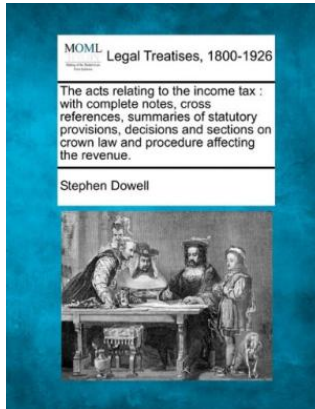 MOML Legal Treatises, 1800-1926
The acts relating to the income tax :
with complete notes, cross
references, summaries of statutory
provisions, decisions and sections on
crown law and procedure affecting
the revenue.
Stephen Dowell